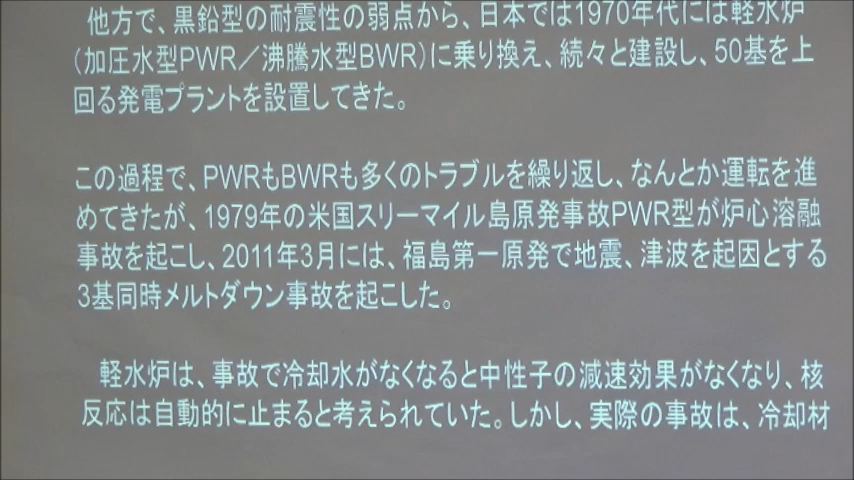 他方で、黒鉛型の耐震性の弱点から、日本では1970年代には軽水炉
(加圧水型PWR／沸騰水型BWR)に乗り換え、続々と建設し、50基を上
回る発電プラントを設置してきた。
この過程で、PWRもBWRも多くのトラブルを繰り返し、なんとか運転を進
めてきたが、1979年の米国スリーマイル島原発事故PWR型が炉心溶融
事故を起こし、2011年3月には、福島第一原発で地震、津波を起因とする
3基同時メルトダウン事故を起こした。
軽水炉は、事故で冷却水がなくなると中性子の減速効果がなくなり、核
反応は自動的に止まると考えられていた。しかし、実際の事故は、冷却材